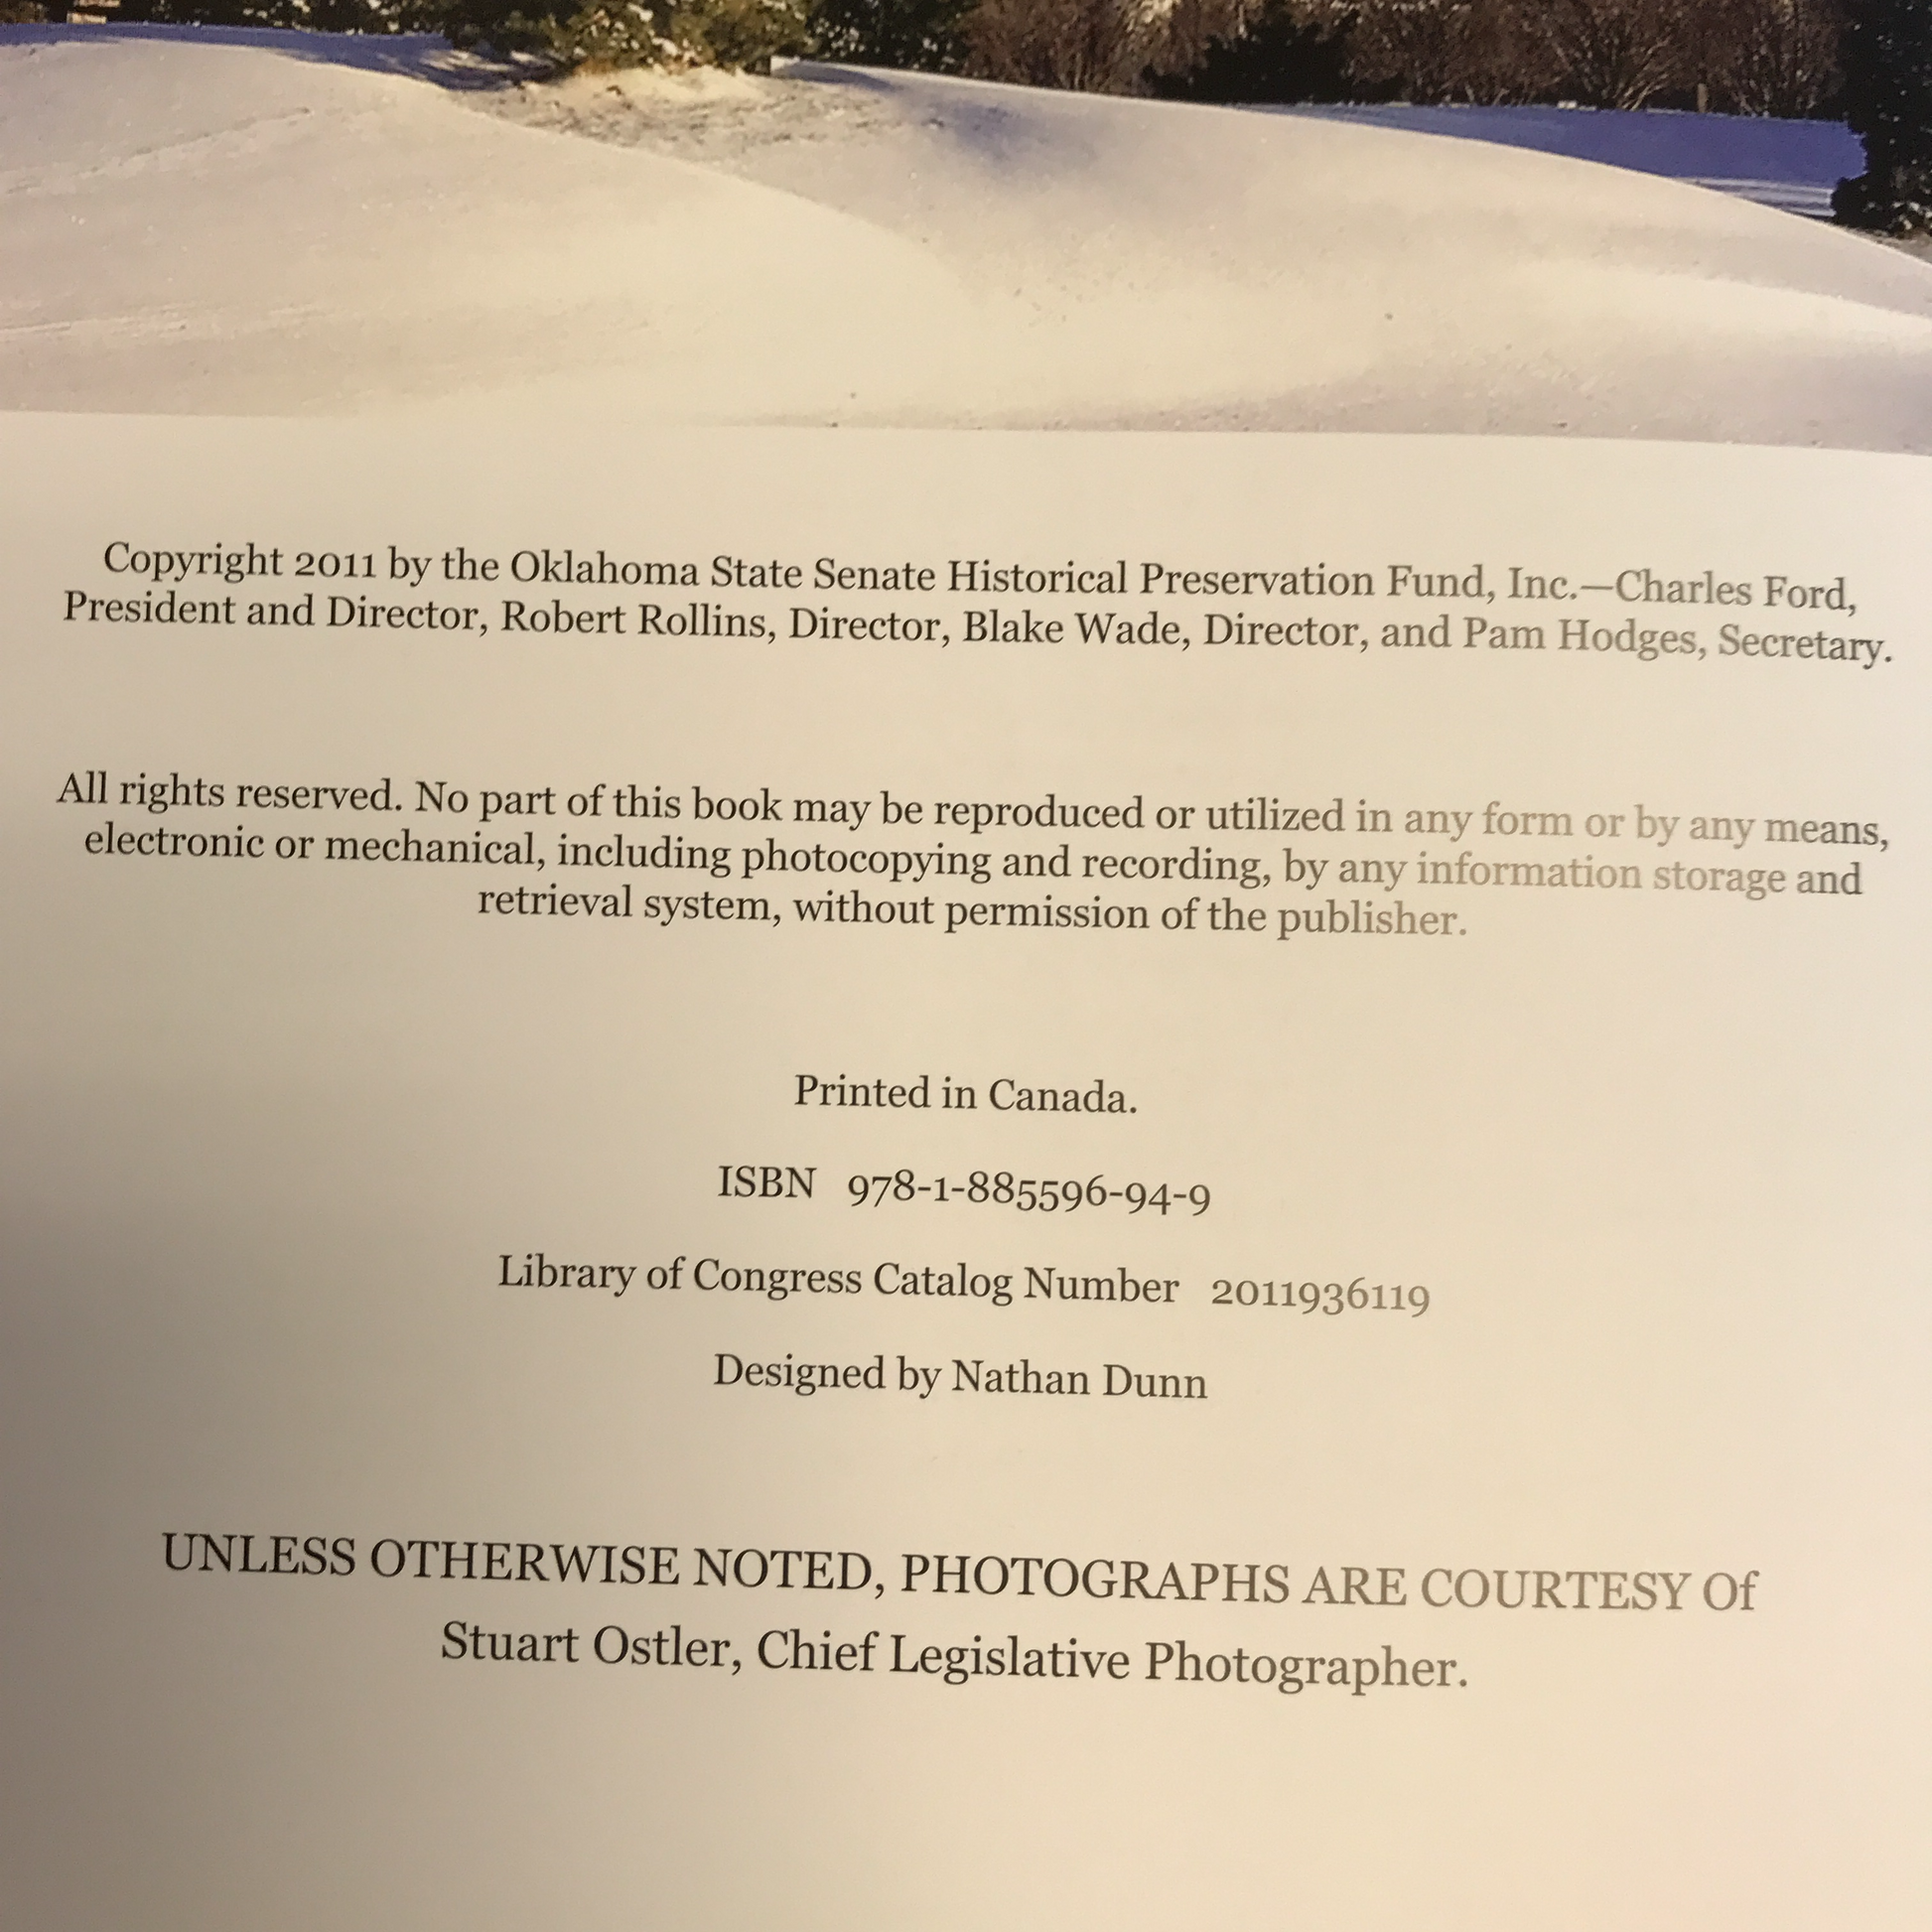 Copyright 2011 by the Oklahoma State Senate Historical Preservation Fund, Inc.—Charles Ford,
President and Director, Robert Rollins, Director, Blake Wade, Director, and Pam Hodges, Secretary.
All rights reserved. No part of this book may be reproduced or utilized in any form or by any means,
electronic or mechanical, including photocopying and recording, by any information storage and
retrieval system, without permission of the publisher.
Printed in Canada.
ISBN 978-1-885596-94-9
Library of Congress Catalog Number 2011936119
Designed by Nathan Dunn
UNLESS OTHERWISE NOTED, PHOTOGRAPHS ARE COURTESY Of
Stuart Ostler, Chief Legislative Photographer.